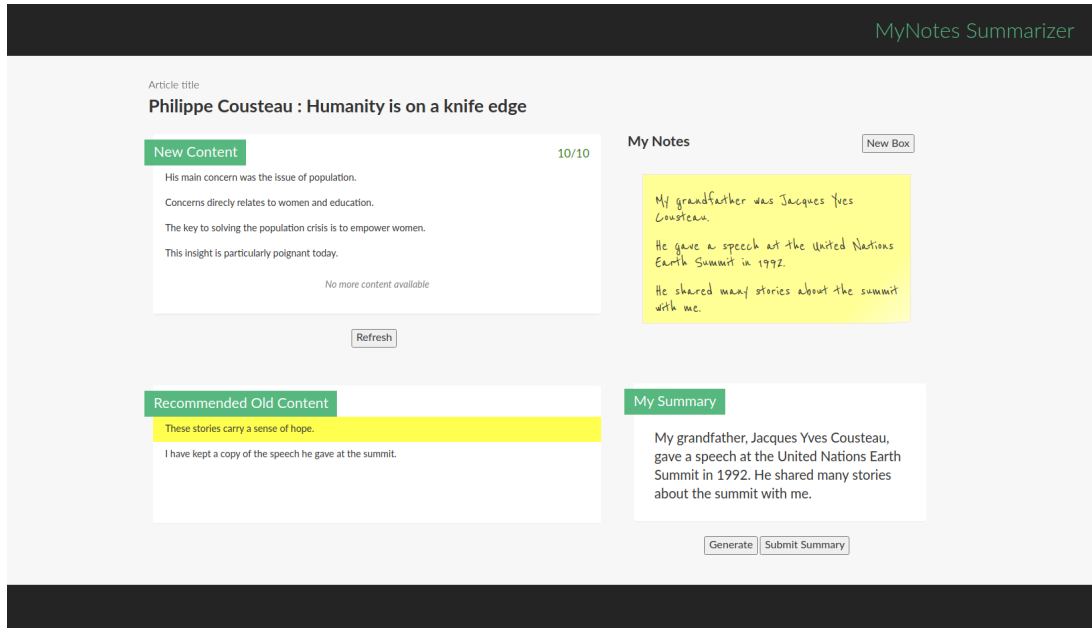 MyNotes Summarizer
Article title
Philippe Cousteau : Humanity is on a knife edge
New Content
10/10
His main concern was the issue of population.
Concerns direcly relates to women and education.
The key to solving the population crisis is to empower women.
This insight is particularly poignant today.
No more content available
Refresh
My Notes
New Box
My grandfather was Jacques Yves
Cousteau.
He gave a speech at the United Nations
Earth Summit in 1992.
He shared many stories about the summit
with me.
Recommended Old Content
These stories carry a sense of hope.
I have kept a copy of the speech he gave at the summit.
My Summary
My grandfather, Jacques Yves Cousteau,
gave a speech at the United Nations Earth
Summit in 1992. He shared many stories
about the summit with me.
Generate
Submit Summary